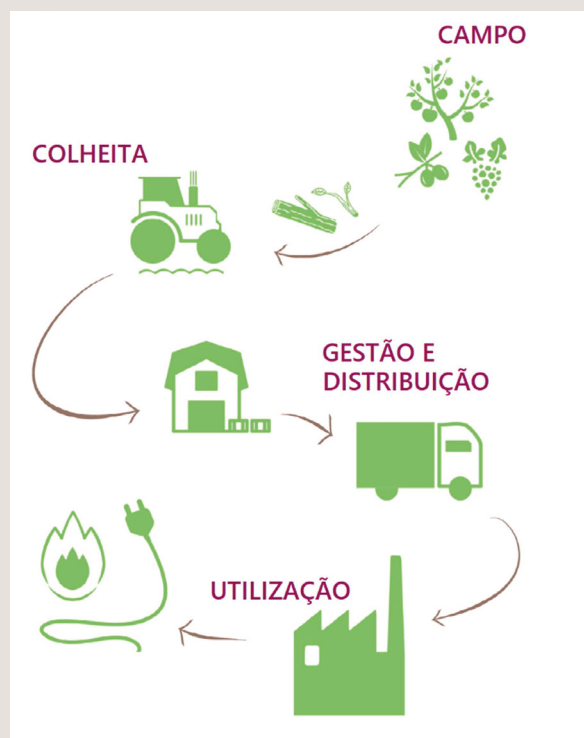 CAMPO
COLHEITA
GESTÃO E
DISTRIBUIÇÃO
UTILIZAÇÃO